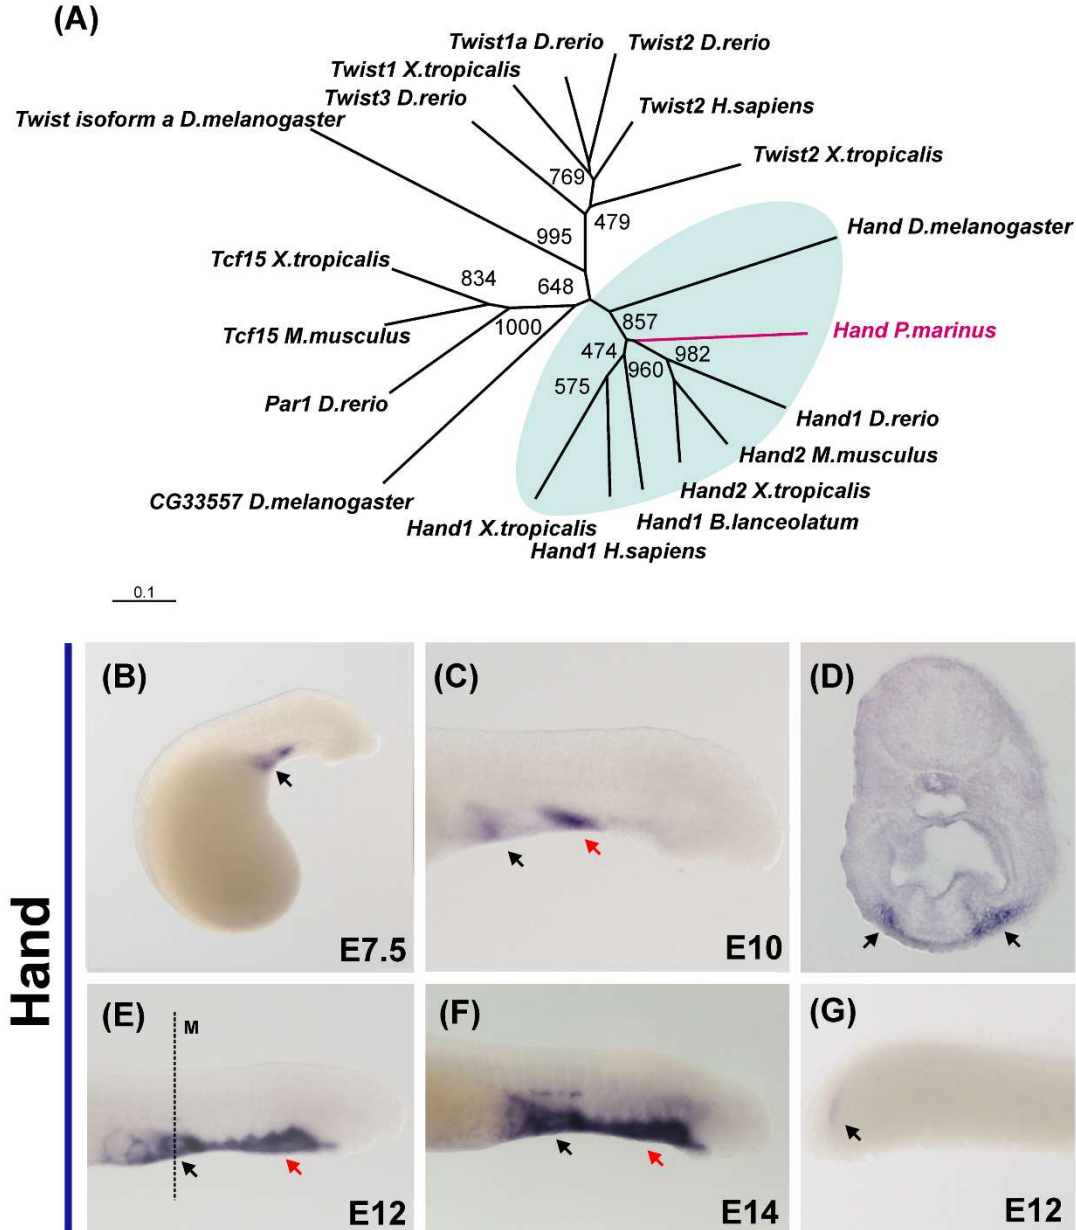 (A)
Twist1a D.rerio
Twist2 D.rerio
Twist1 X.tropicalis
Twist3 D.rerio
Twist2 H.sapiens
Twist isoform a D.melanogaster
Twist2 X.tropicalis
769
479
995
Hand D.melanogaster
Tcf15 X.tropicalis
834
648
1000
857
Hand P.marinus
Tcf15 M.musculus
474
982
960
575
Par1 D.rerio
Hand1 D.rerio
Hand2 M.musculus
CG33557 D.melanogaster
Hand2 X.tropicalis
Hand1 X.tropicalis
Hand1 B.lanceolatum
Hand1 H.sapiens
0.1
Hand
(B)
E7.5
(C)
E10
(D)
(E)
M
E12
(F)
E14
(G)
E12